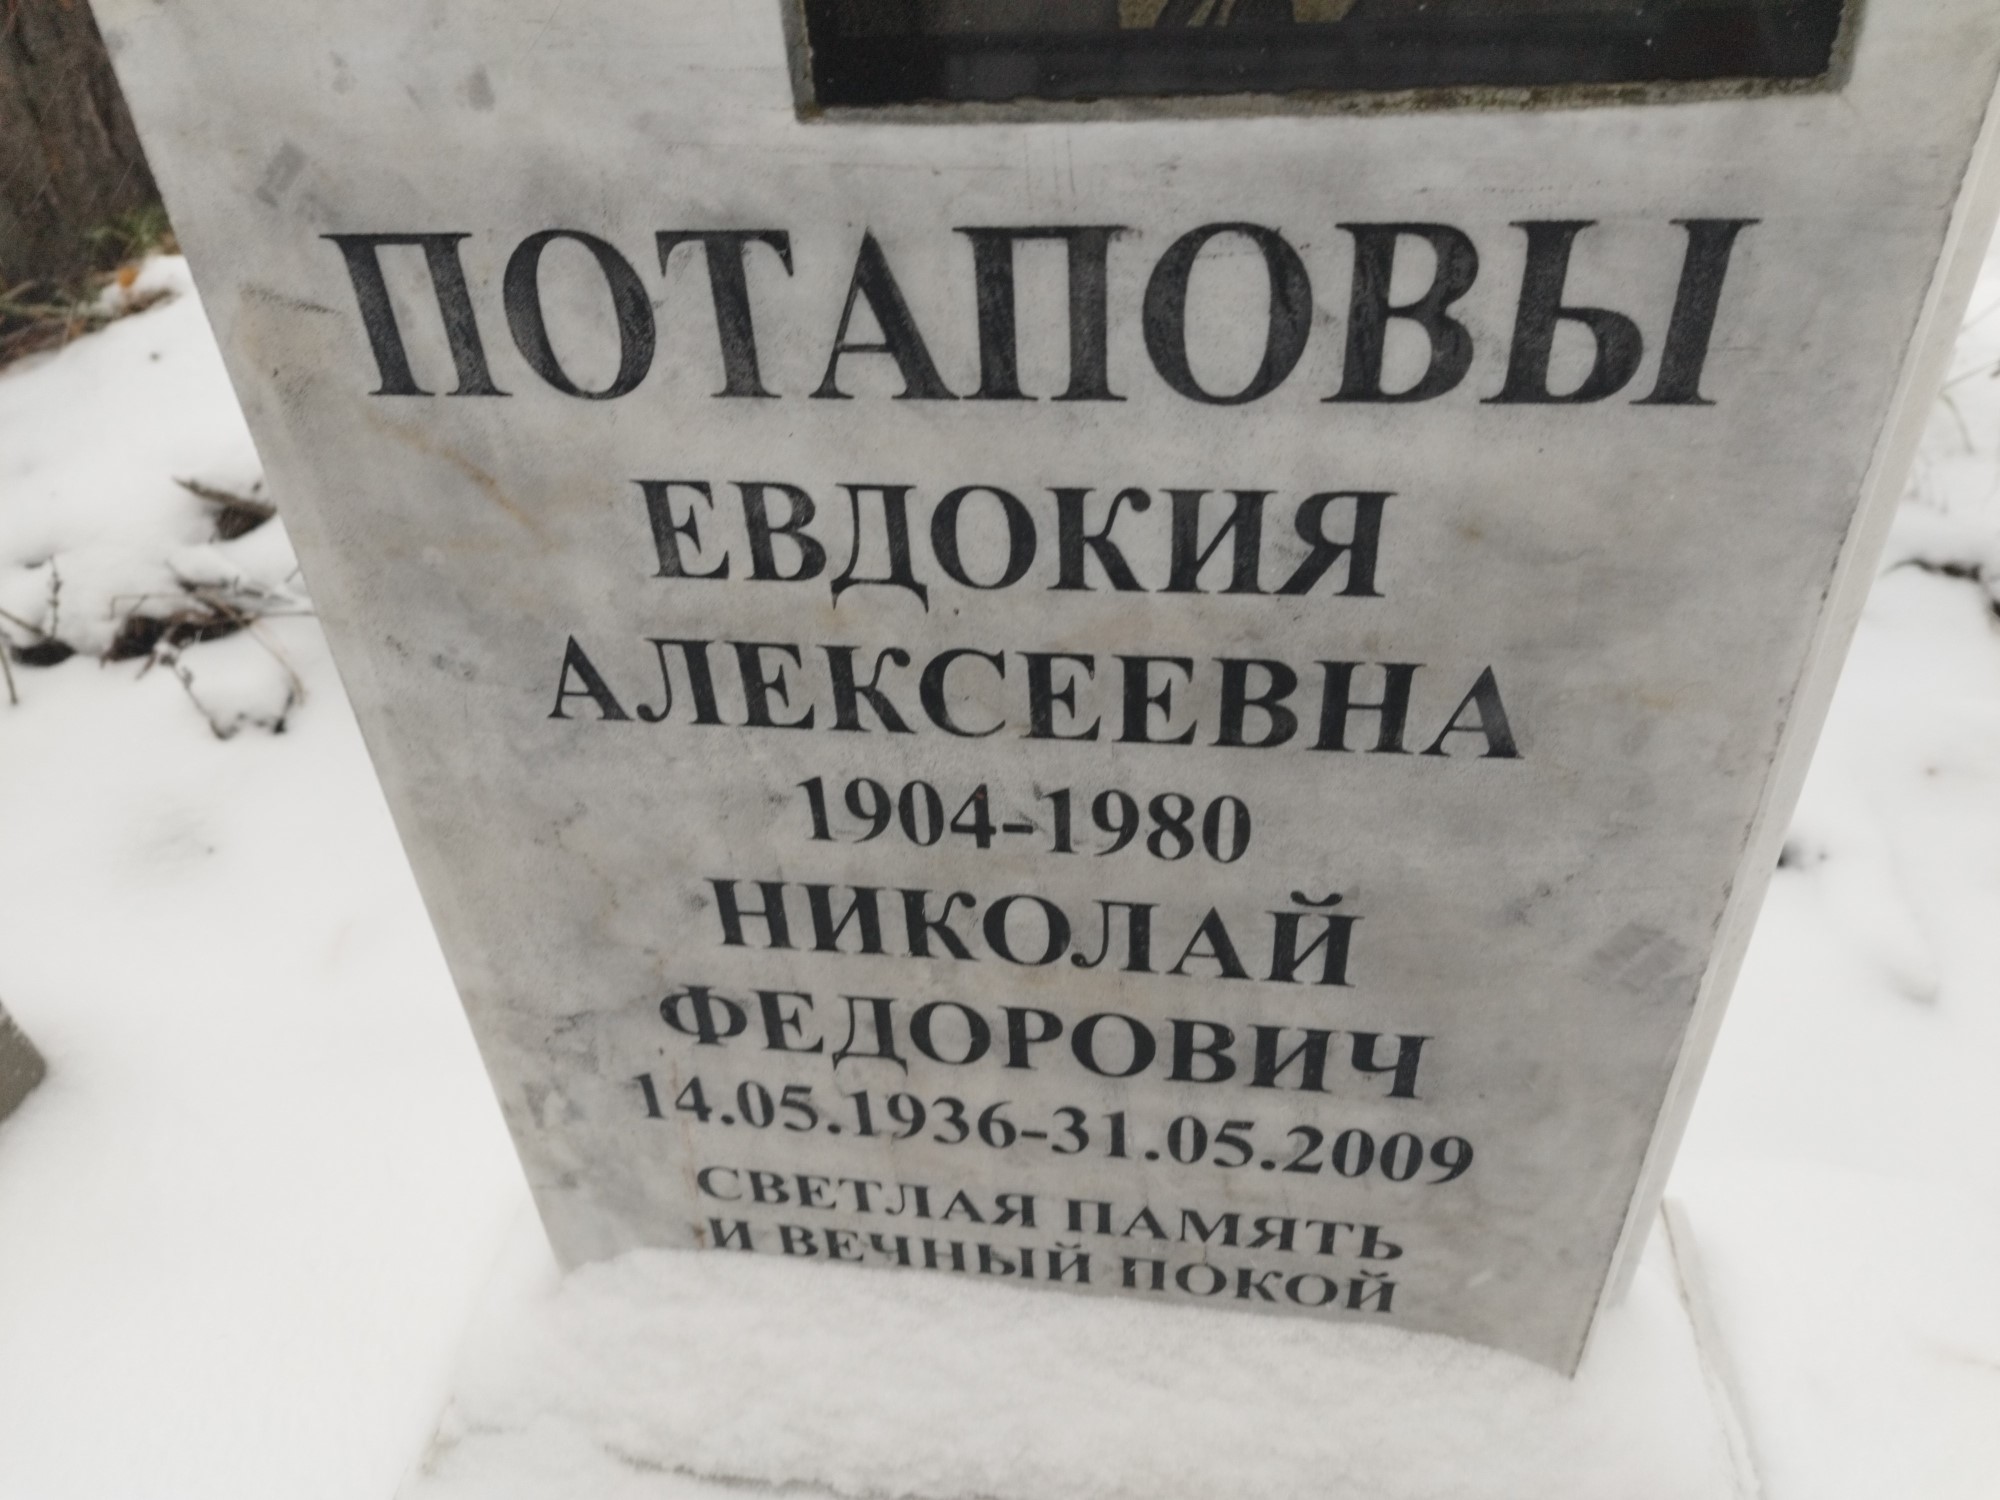 ПОТАПОВЫ
ЕВДОКИЯ
АЛЕКСЕЕВНА
1904-1980
НИКОЛАЙ
ФЕДОРОВИЧ
14.05.1936-31.05.2009
СВЕТЛАЯ ПАМЯТЬ
И ВЕЧНЫЙ ПОКОЙ